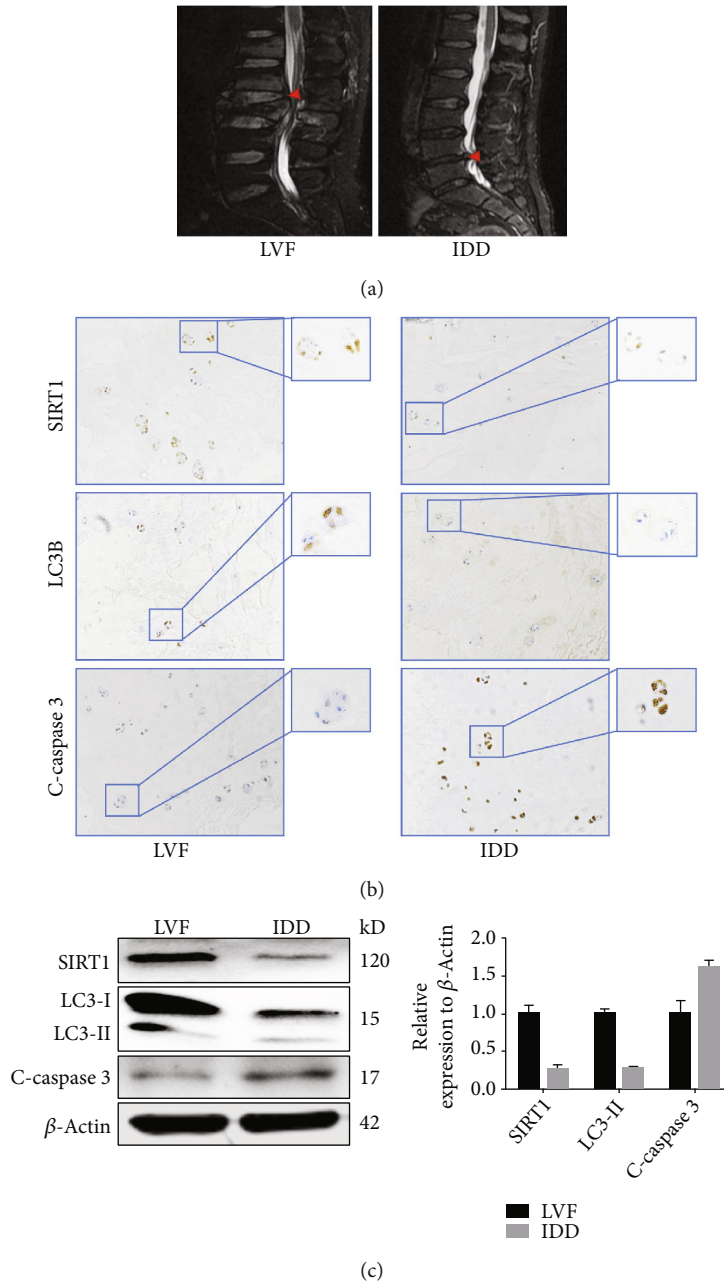 LVF IDD
(a)
SIRT1
LC3B
C-caspase 3
LVF IDD
(b)
LVF IDD kD
SIRT1 120
LC3-I
15
LC3-II
C-caspase 3 17
β-Actin 42
Relative
expression to β-Actin
2.0
1.5
1.0
0.5
0.0
SIRT1
LC3-II
C-caspase 3
LVF
IDD
(c)